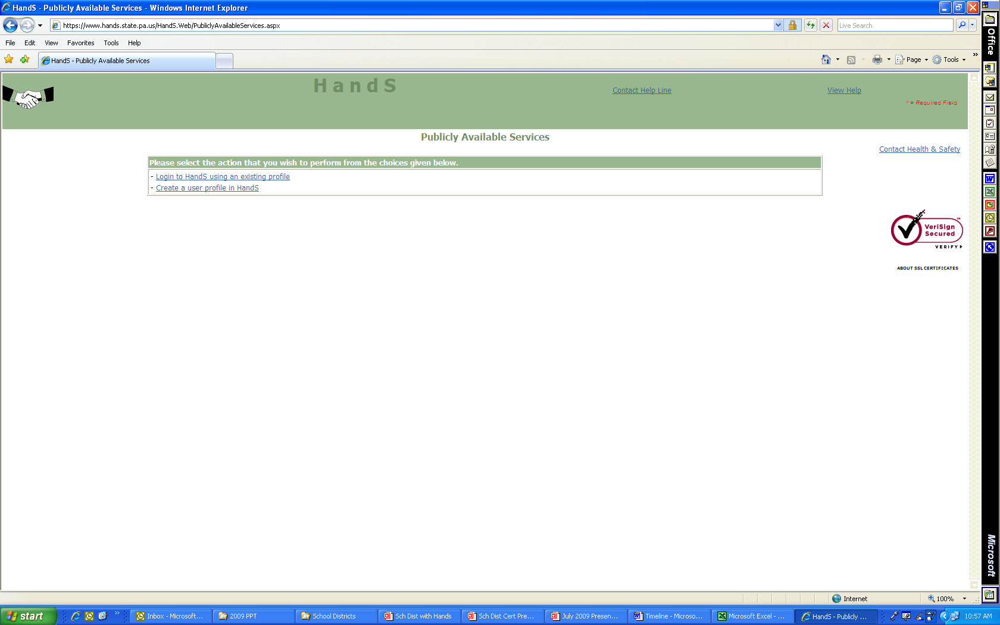 HandS - Publicly Available Services - Windows Internet Explorer
https://www.hands.state.pa.us/HandS.Web/PubliclyAvailableServices.aspx
Live Search
File Edit View Favorites Tools Help
HandS - Publicly Available Services
Page Tools »
Office
HandS
Contact Help Line
View Help
* = Required Field
Publicly Available Services
Contact Health & Safety
Please select the action that you wish to perform from the choices given below.
- Login to HandS using an existing profile
- Create a user profile in HandS
VeriSign
Secured
™
VERIFY
ABOUT SSL CERTIFICATES
Microsoft
Internet
100%
start
»
Inbox - Microsoft...
2009 PPT
School Districts
Sch Dist with Hands
Sch Dist Cert Pre...
July 2009 Presen...
Timeline - Microso...
Microsoft Excel - ...
HandS - Publicly ...
10:57 AM